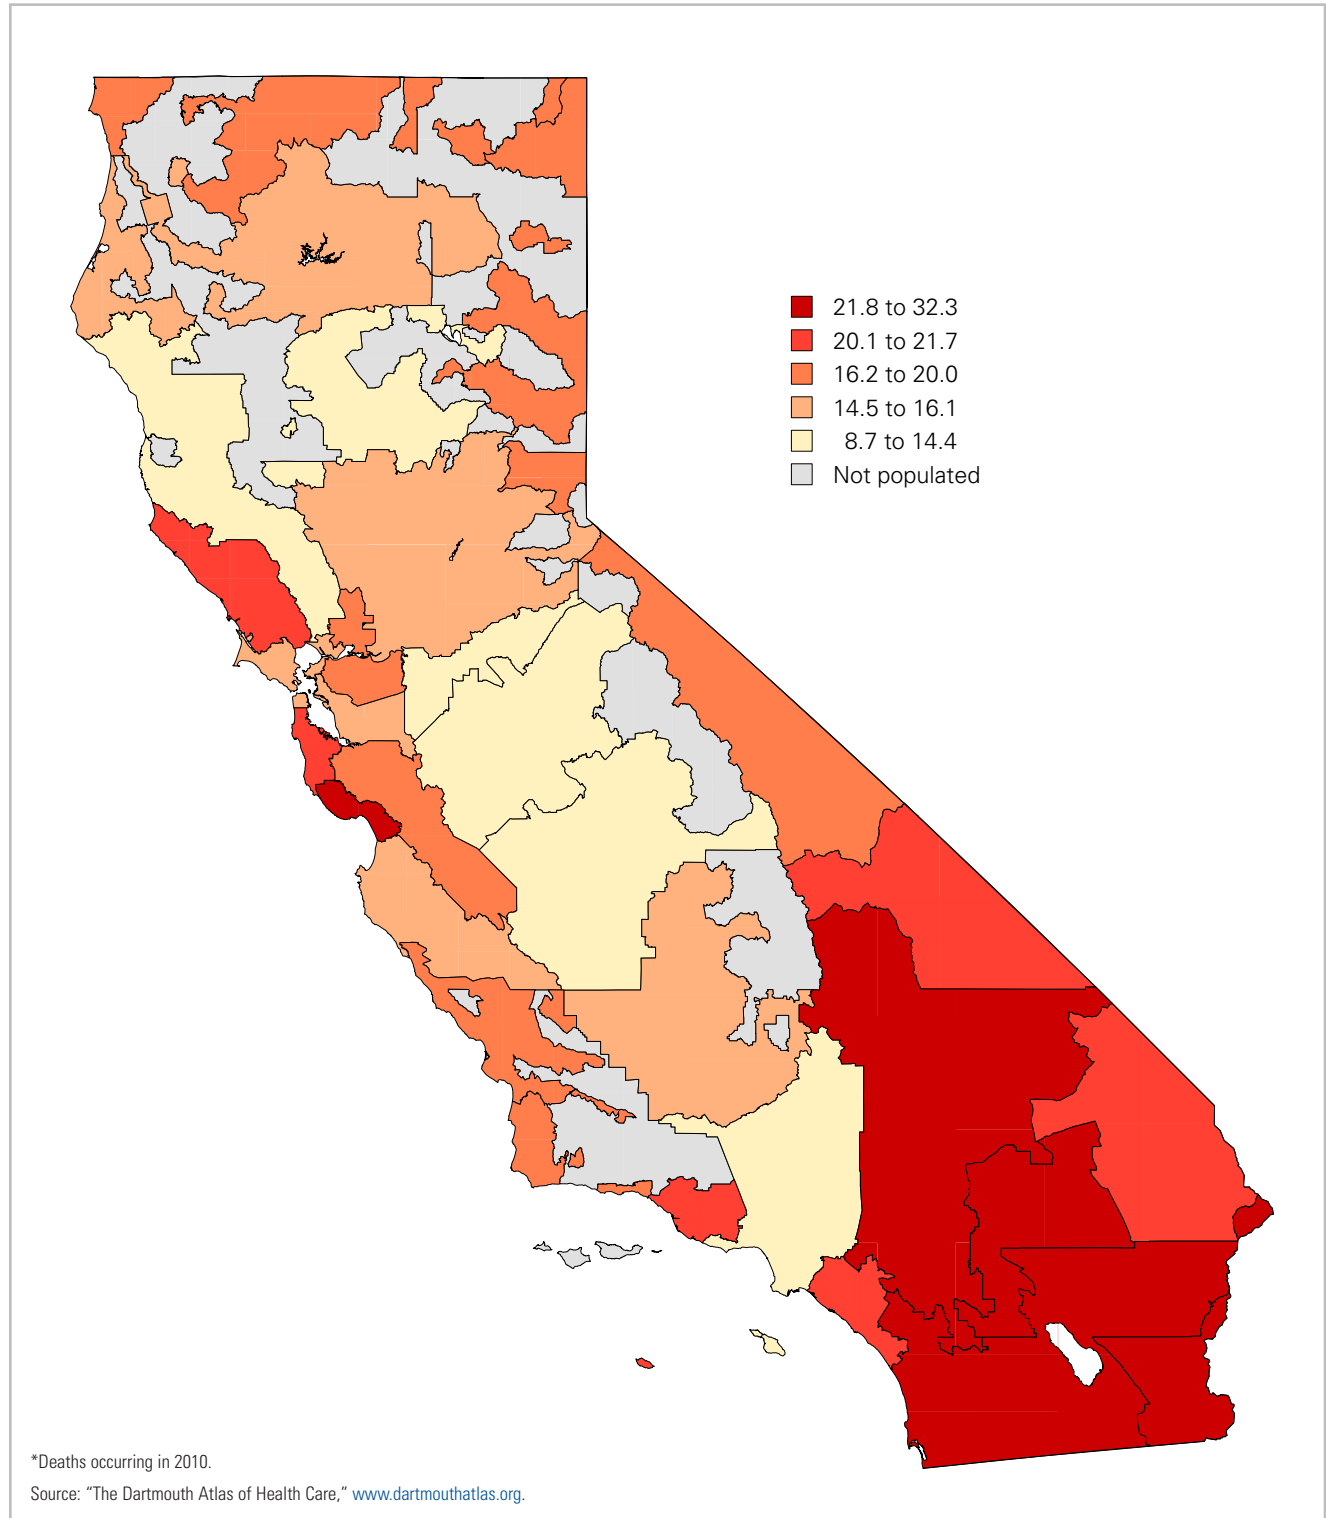 21.8 to 32.3
20.1 to 21.7
16.2 to 20.0
14.5 to 16.1
8.7 to 14.4
Not populated
*Deaths occurring in 2010.
Source: “The Dartmouth Atlas of Health Care,” www.dartmouthatlas.org.